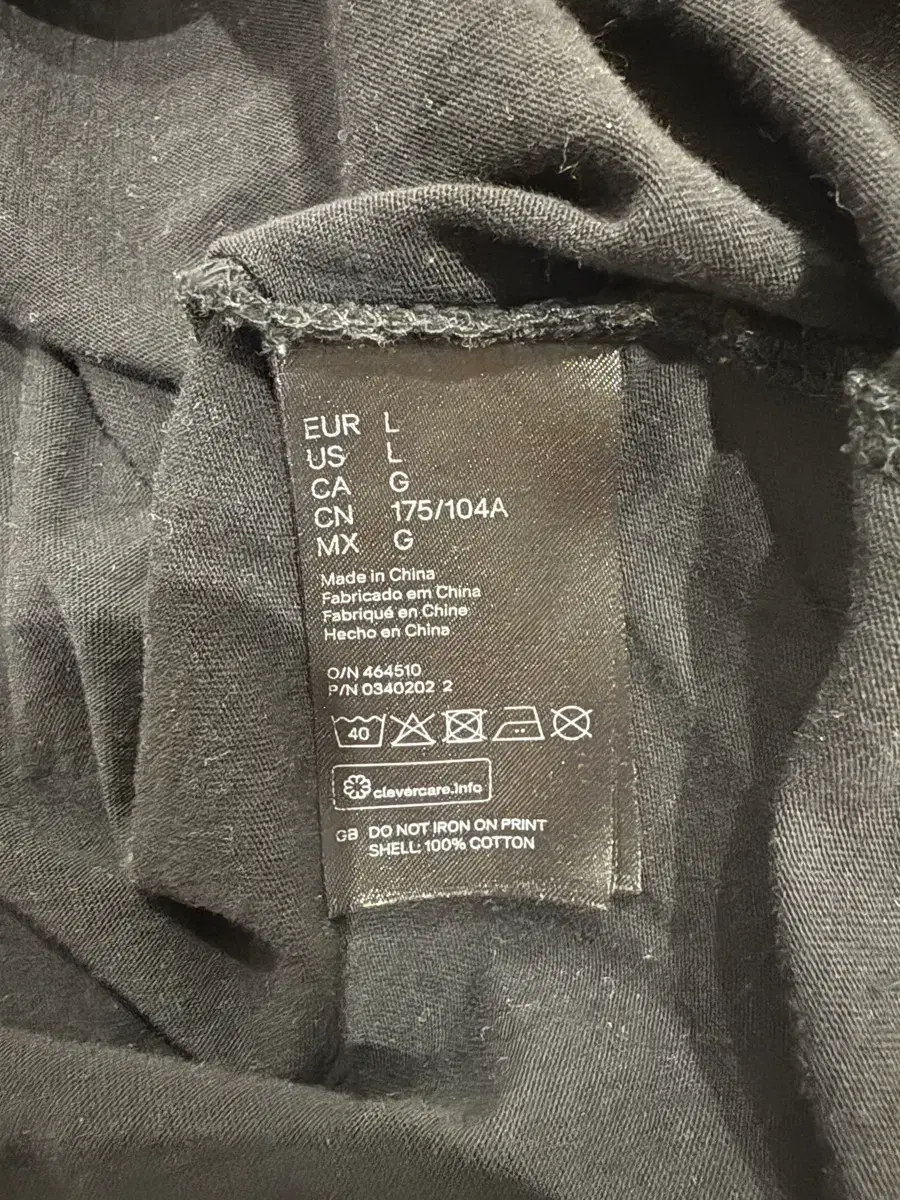 EUR L
US L
CA G
CN 175/104A
MX G
Made in China
Fabricado em China
Fabriqué en Chine
Hecho en China
O/N 464510
P/N 0340202 2
40
clevercare.info
GB DO NOT IRON ON PRINT
SHELL: 100% COTTON